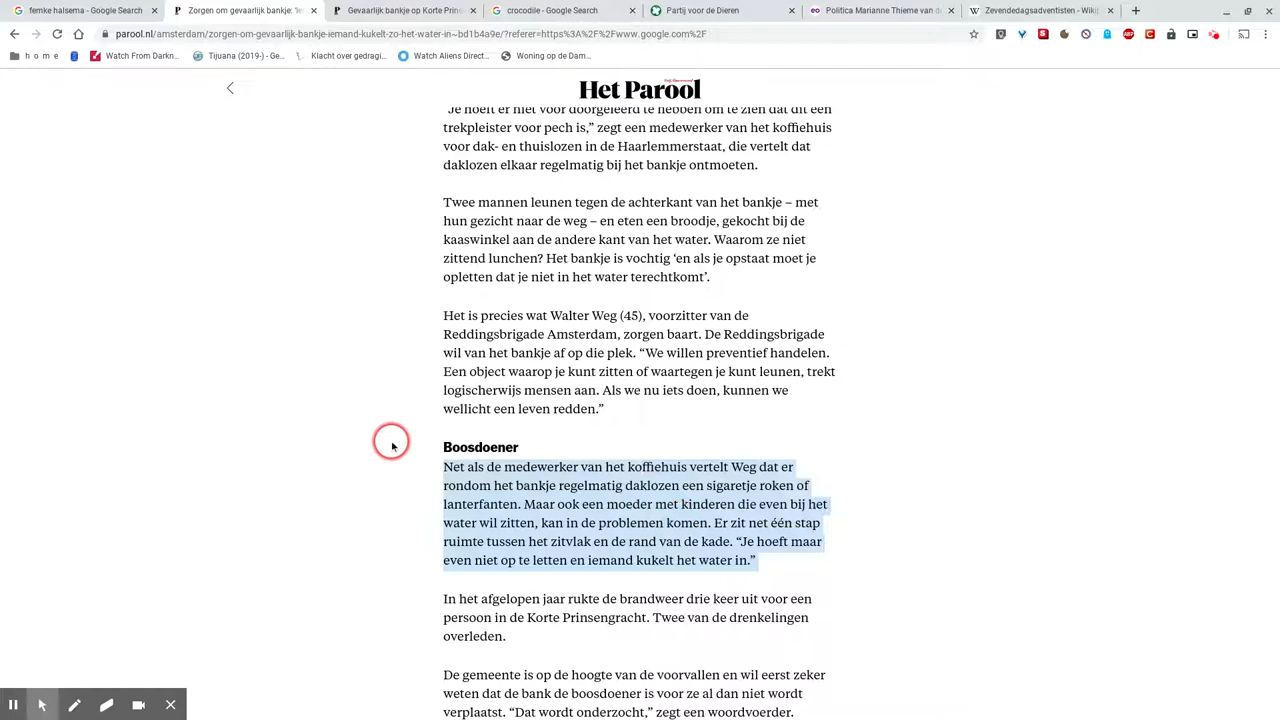 femke halsema - Google Search
Zorgen om gevaarlijk bankje: 'Ie
Gevaarlijk bankje op Korte Prins
crocodile - Google Search
Partij voor de Dieren
Politica Marianne Thieme van d
Zevendedagsadventisten - Wiki
parool.nl/amsterdam/zorgen-om-gevaarlijk-bankje-iemand-kukelt-zo-het-water-in~bd1b4a9e/?referer=https%3A%2F%2Fwww.google.com%2F
h o m e
Watch From Darkn...
Tijuana (2019-) - Ge...
Klacht over gedragi...
Watch Aliens Direct...
Woning op de Dam...
Het Parool
"Je hoeft er niet voor doorgeleerd te hebben om te zien dat dit een
trekpleister voor pech is,” zegt een medewerker van het koffiehuis
voor dak- en thuislozen in de Haarlemmerstaat, die vertelt dat
daklozen elkaar regelmatig bij het bankje ontmoeten.
Twee mannen leunen tegen de achterkant van het bankje – met
hun gezicht naar de weg – en eten een broodje, gekocht bij de
kaaswinkel aan de andere kant van het water. Waarom ze niet
zittend lunchen? Het bankje is vochtig ‘en als je opstaat moet je
opletten dat je niet in het water terechtkomt’.
Het is precies wat Walter Weg (45), voorzitter van de
Reddingsbrigade Amsterdam, zorgen baart. De Reddingsbrigade
wil van het bankje af op die plek. “We willen preventief handelen.
Een object waarop je kunt zitten of waartegen je kunt leunen, trekt
logischerwijs mensen aan. Als we nu iets doen, kunnen we
wellicht een leven redden.”
Boosdoener
Net als de medewerker van het koffiehuis vertelt Weg dat er
rondom het bankje regelmatig daklozen een sigaretje roken of
lanterfanten. Maar ook een moeder met kinderen die even bij het
water wil zitten, kan in de problemen komen. Er zit net één stap
ruimte tussen het zitvlak en de rand van de kade. “Je hoeft maar
even niet op te letten en iemand kukelt het water in.”
In het afgelopen jaar rukte de brandweer drie keer uit voor een
persoon in de Korte Prinsengracht. Twee van de drenkelingen
overleden.
De gemeente is op de hoogte van de voorvallen en wil eerst zeker
weten dat de bank de boosdoener is voor ze al dan niet wordt
verplaatst. “Dat wordt onderzocht,” zegt een woordvoerder.